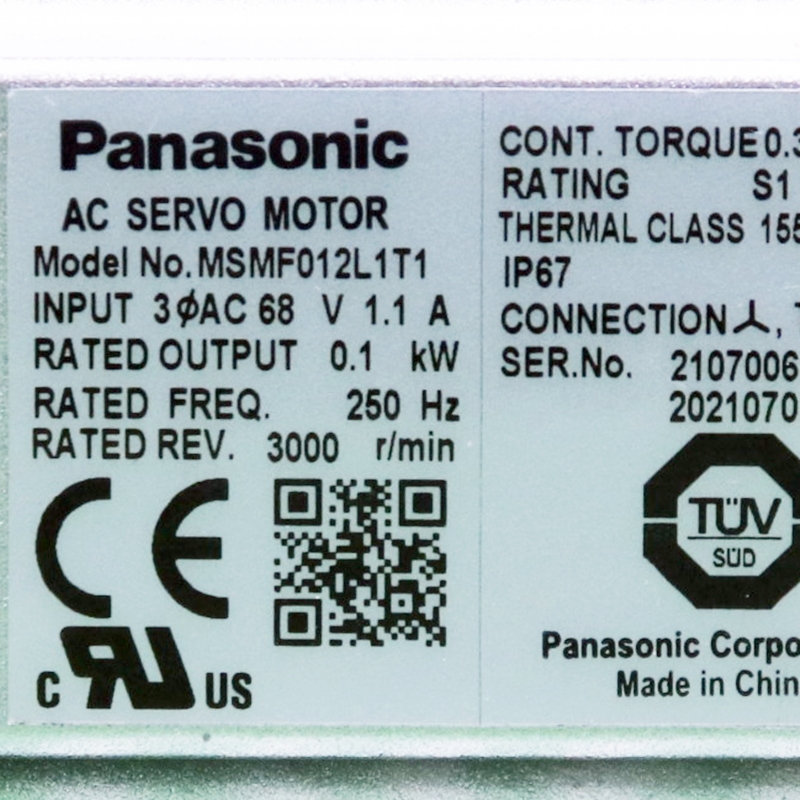 Panasonic
AC SERVO MOTOR
Model No. MSMF012L1T1
INPUT 3φAC 68 V 1.1 A
RATED OUTPUT 0.1 kW
RATED FREQ. 250 Hz
RATED REV. 3000 r/min
CE
C RU US
CONT. TORQUE 0.3
RATING S1
THERMAL CLASS 155
IP67
CONNECTION ⅄,
SER.No. 2107006
2021070
TÜV
SÜD
Panasonic Corpo
Made in Chin